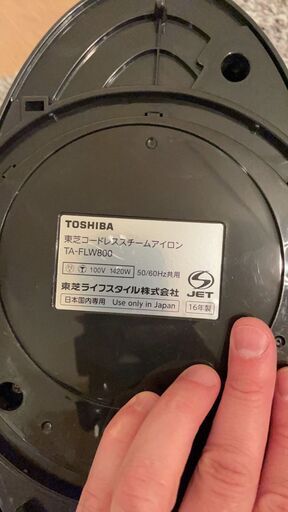 TOSHIBA
東芝コードレススチームアイロン
TA-FLW800
100V 1420W 50/60Hz共用
東芝ライフスタイル株式会社
日本国内専用 Use only in Japan
S JET
16年製